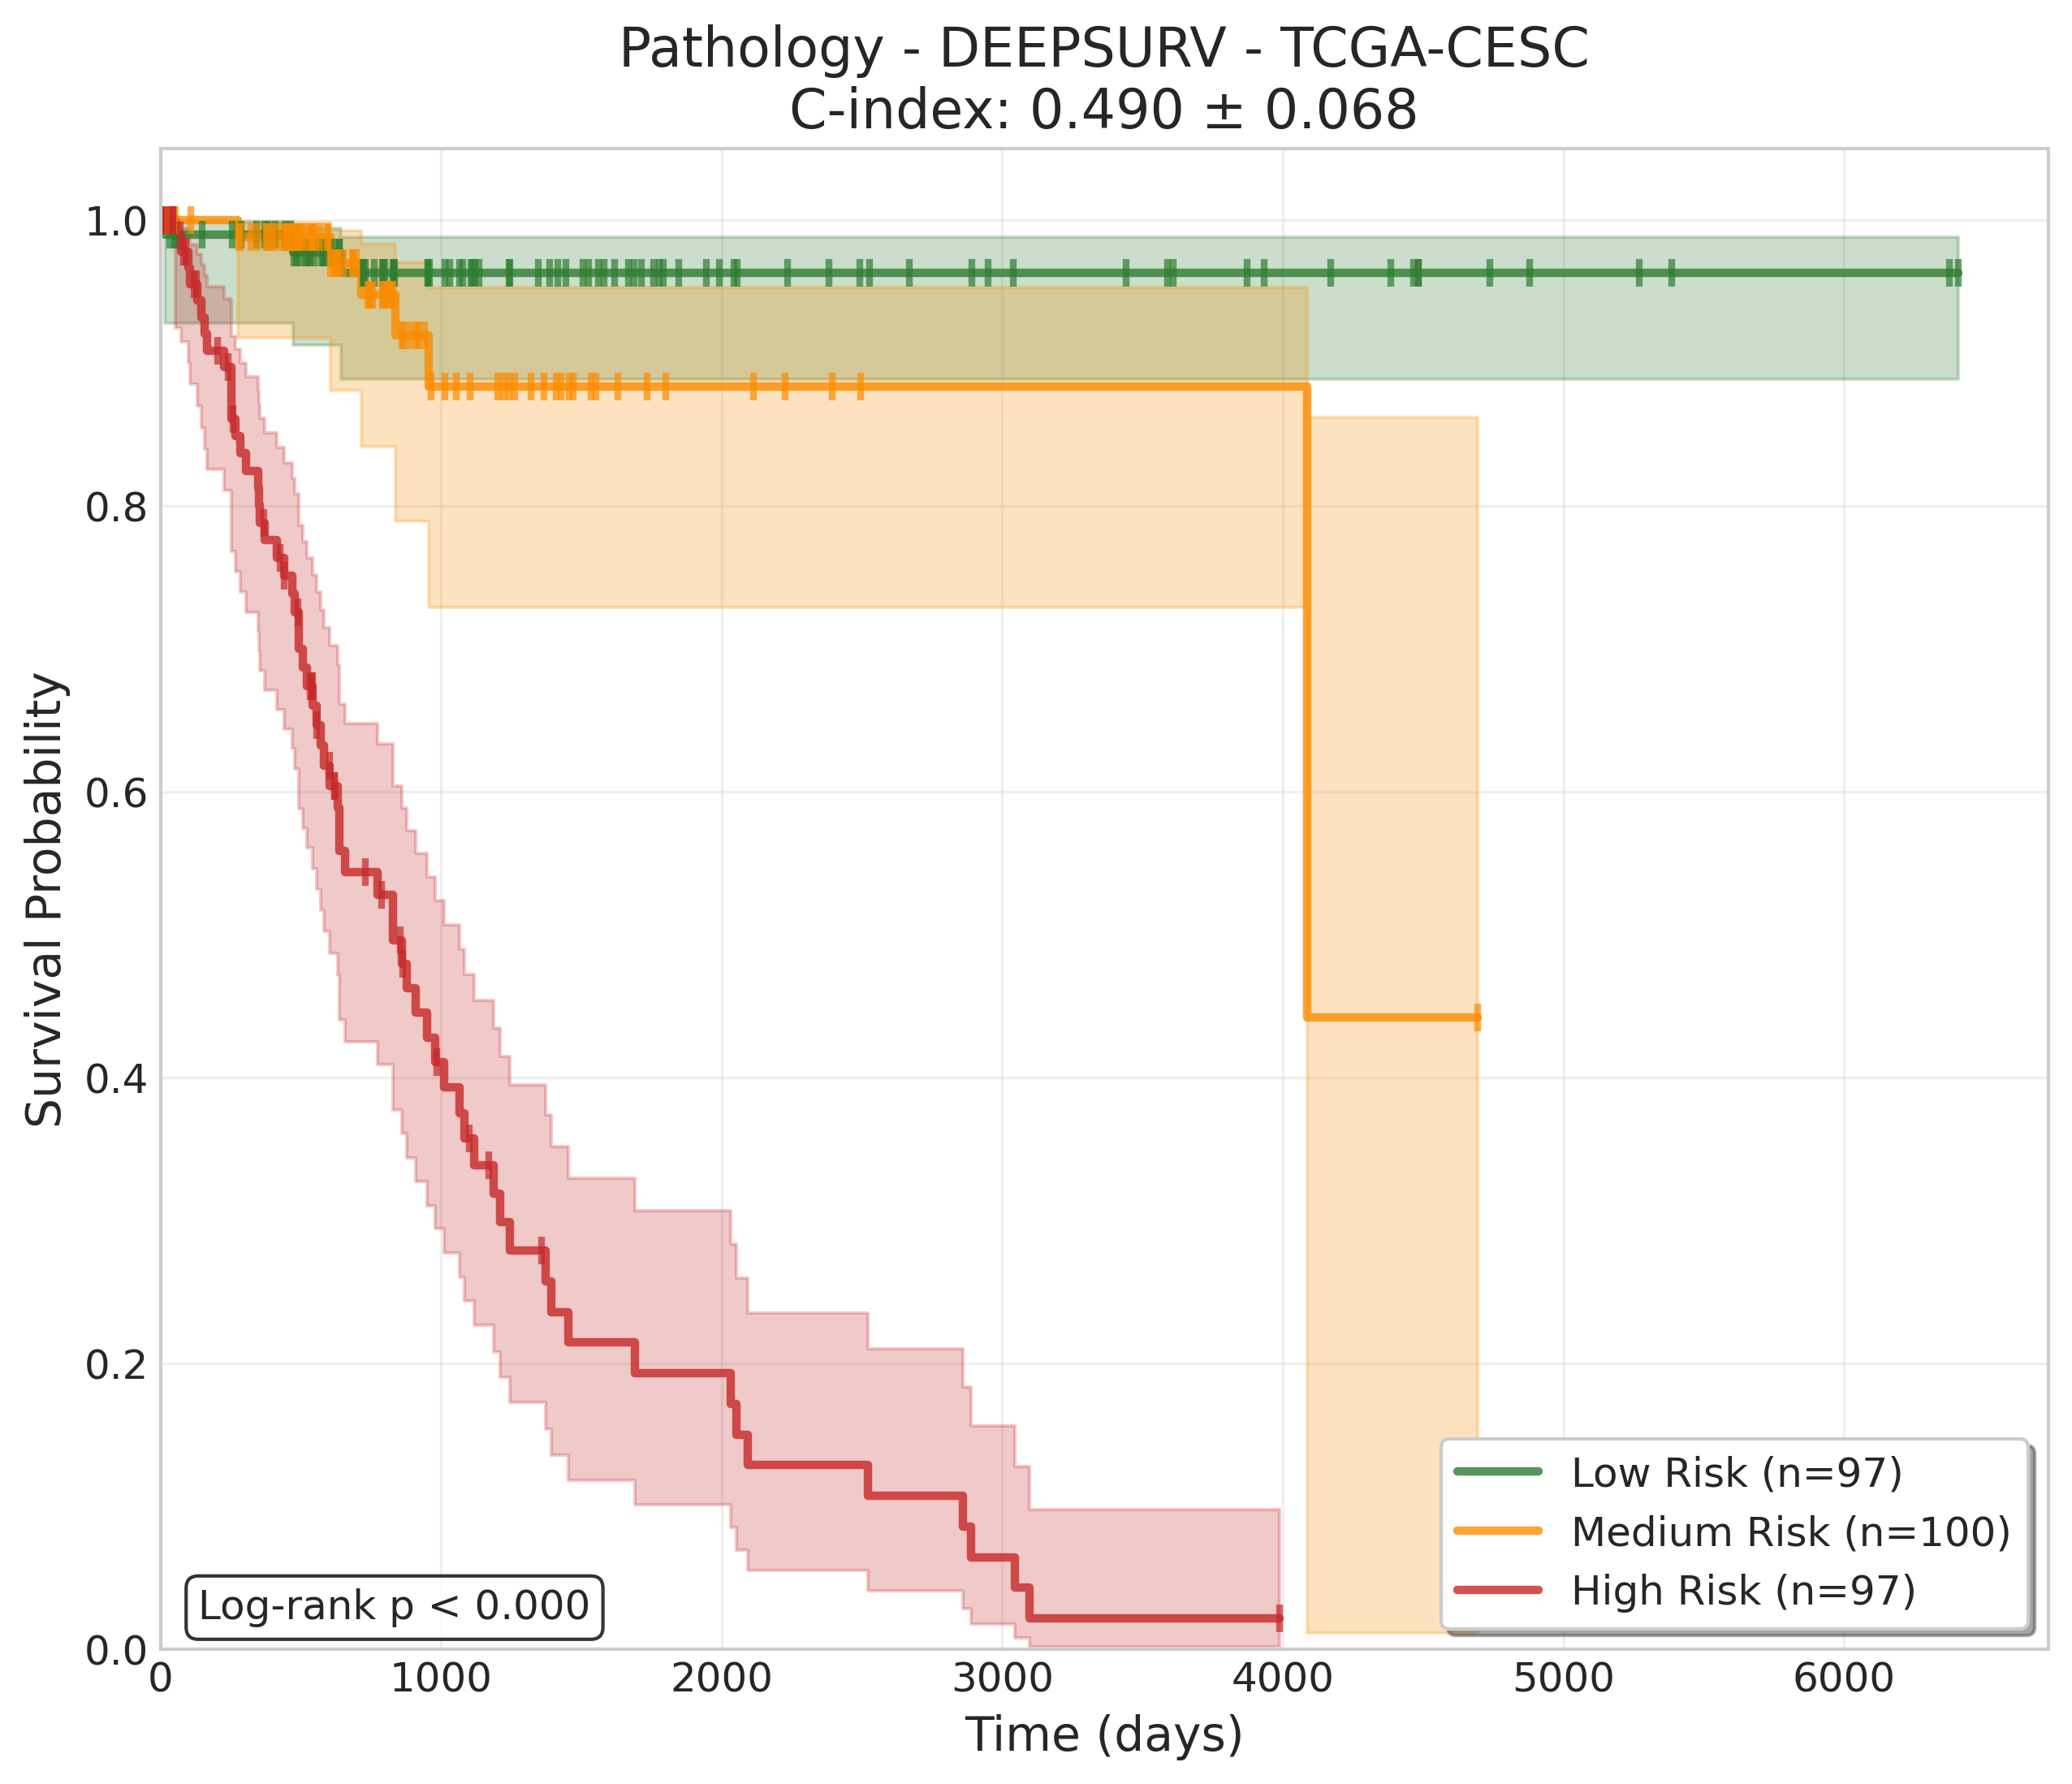 Pathology - DEEPSURV - TCGA-CESC
C-index: 0.490 ± 0.068
Survival Probability
1.0
0.8
0.6
0.4
0.2
0.0
Log-rank p < 0.000
Low Risk (n=97)
Medium Risk (n=100)
High Risk (n=97)
0 1000 2000 3000 4000 5000 6000
Time (days)